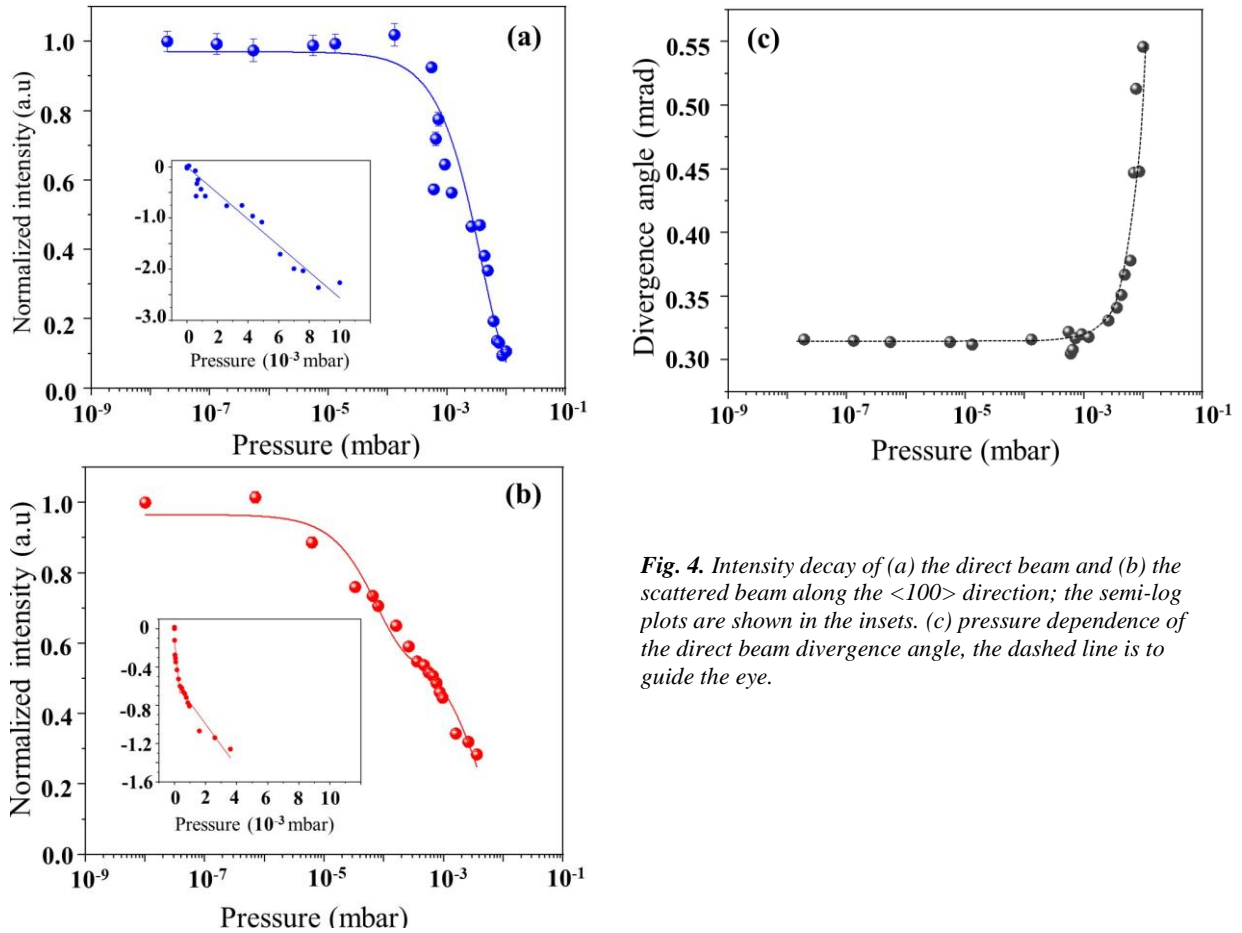 (a)
Normalized intensity (a.u)
1.0
0.8
0.6
0.4
0.2
0.0
0
-1.0
-2.0
-3.0
0 2 4 6 8 10
Pressure (10⁻³ mbar)
10⁻⁹ 10⁻⁷ 10⁻⁵ 10⁻³ 10⁻¹
Pressure (mbar)
(b)
Normalized intensity (a.u)
1.0
0.8
0.6
0.4
0.2
0.0
0
-0.4
-0.8
-1.2
-1.6
0 2 4 6 8 10
Pressure (10⁻³ mbar)
10⁻⁹ 10⁻⁷ 10⁻⁵ 10⁻³ 10⁻¹
Pressure (mbar)
(c)
Divergence angle (mrad)
0.55
0.50
0.45
0.40
0.35
0.30
10⁻⁹ 10⁻⁷ 10⁻⁵ 10⁻³ 10⁻¹
Pressure (mbar)
Fig. 4. Intensity decay of (a) the direct beam and (b) the
scattered beam along the <100> direction; the semi-log
plots are shown in the insets. (c) pressure dependence of
the direct beam divergence angle, the dashed line is to
guide the eye.